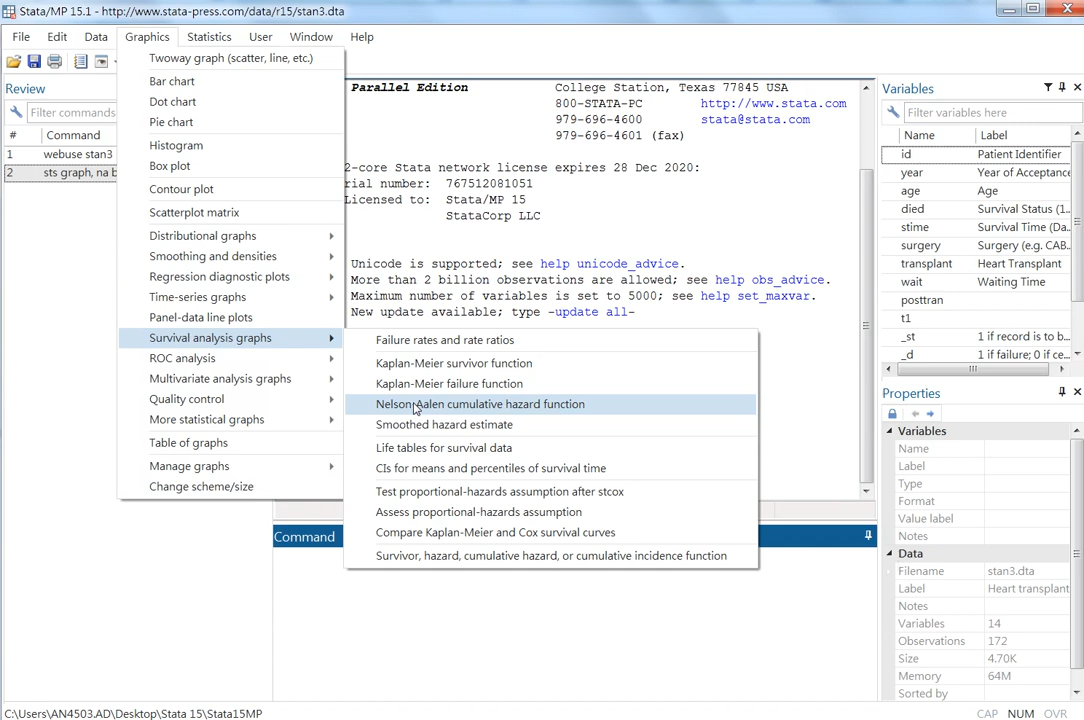 Stata/MP 15.1 - http://www.stata-press.com/data/r15/stan3.dta
File Edit Data Graphics Statistics User Window Help
Review
Filter commands
# Command
1 webuse stan3
2 sts graph, na b
Twoway graph (scatter, line, etc.)
Bar chart
Dot chart
Pie chart
Histogram
Box plot
Contour plot
Scatterplot matrix
Distributional graphs
Smoothing and densities
Regression diagnostic plots
Time-series graphs
Panel-data line plots
Survival analysis graphs
ROC analysis
Multivariate analysis graphs
Quality control
More statistical graphs
Table of graphs
Manage graphs
Change scheme/size
Parallel Edition College Station, Texas 77845 USA
800-STATA-PC http://www.stata.com
979-696-4600 stata@stata.com
979-696-4601 (fax)
2-core Stata network license expires 28 Dec 2020:
rial number: 767512081051
Licensed to: Stata/MP 15
StataCorp LLC
Unicode is supported; see help unicode_advice.
More than 2 billion observations are allowed; see help obs_advice.
Maximum number of variables is set to 5000; see help set_maxvar.
New update available; type -update all-
Failure rates and rate ratios
Kaplan-Meier survivor function
Kaplan-Meier failure function
Nelson-Aalen cumulative hazard function
Smoothed hazard estimate
Life tables for survival data
CIs for means and percentiles of survival time
Test proportional-hazards assumption after stcox
Assess proportional-hazards assumption
Compare Kaplan-Meier and Cox survival curves
Survivor, hazard, cumulative hazard, or cumulative incidence function
Command
Variables
Filter variables here
Name Label
id Patient Identifier
year Year of Acceptance
age Age
died Survival Status (1...
stime Survival Time (Da
surgery Surgery (e.g. CAB
transplant Heart Transplant
wait Waiting Time
posttran
t1
_st 1 if record is to b...
_d 1 if failure; 0 if ce
Properties
Variables
Name
Label
Type
Format
Value label
Notes
Data
Filename stan3.dta
Label Heart transplant
Notes
Variables 14
Observations 172
Size 4.70K
Memory 64M
Sorted by
C:\Users\AN4503.AD\Desktop\Stata 15\Stata15MP
CAP NUM OVR